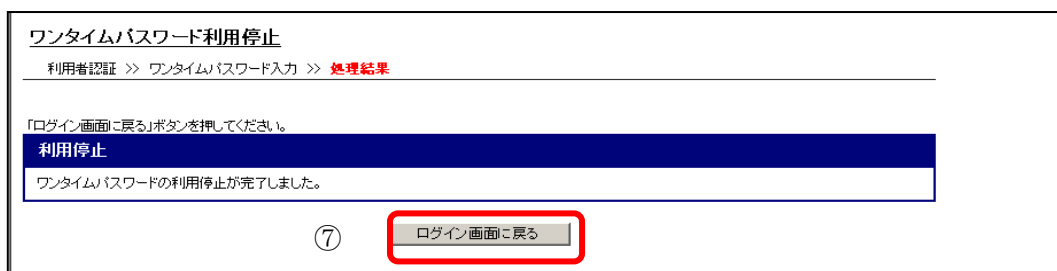 ワンタイムパスワード利用停止
利用者認証 >> ワンタイムパスワード入力 >> 処理結果
「ログイン画面に戻る」ボタンを押してください。
利用停止
ワンタイムパスワードの利用停止が完了しました。
⑦ ログイン画面に戻る